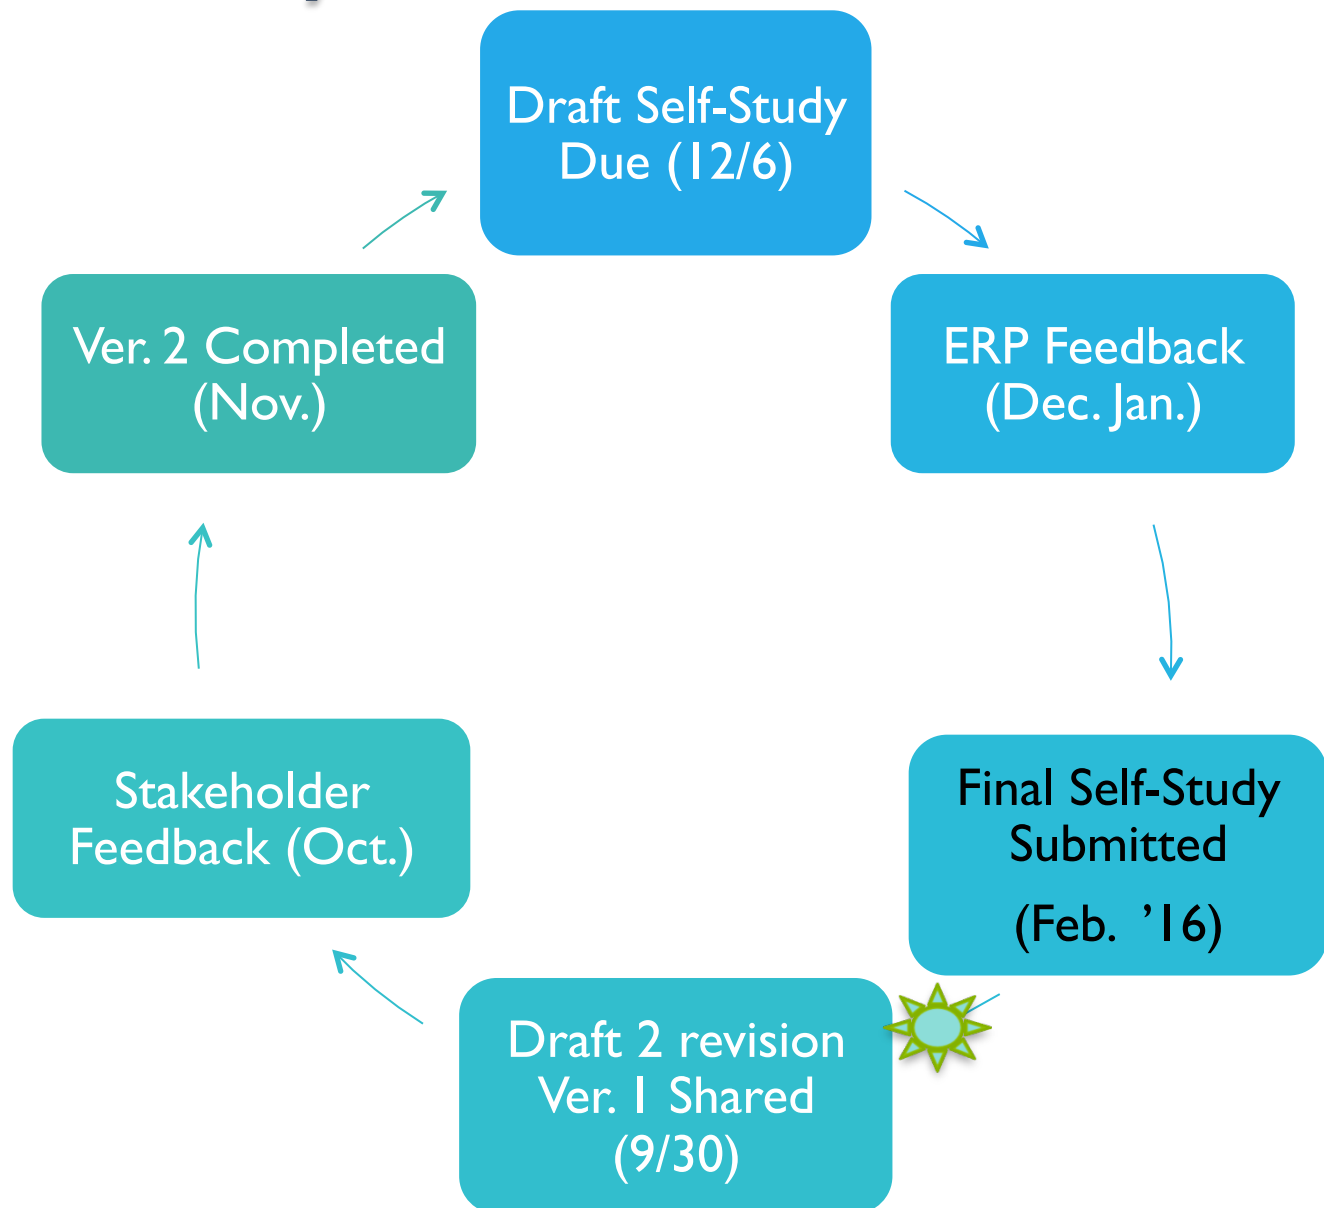 Draft Self-Study
Due (12/6)
ERP Feedback
(Dec. Jan.)
Final Self-Study
Submitted
(Feb. ’16)
Draft 2 revision
Ver. 1 Shared
(9/30)
Stakeholder
Feedback (Oct.)
Ver. 2 Completed
(Nov.)